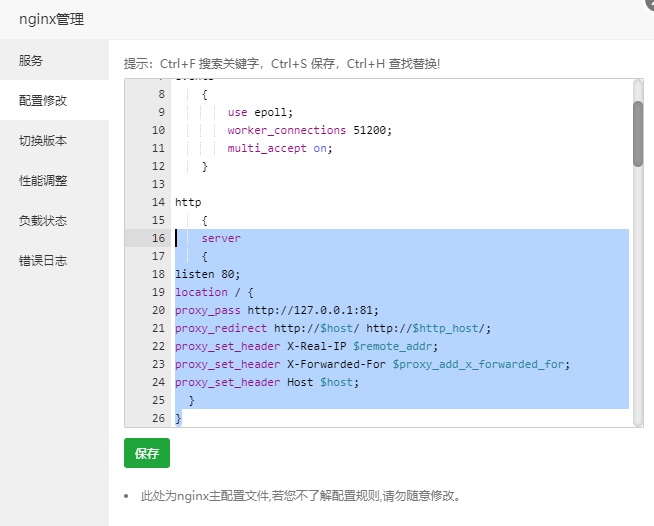 nginx管理
服务
配置修改
切换版本
性能调整
负载状态
错误日志
提示：Ctrl+F 搜索关键字，Ctrl+S 保存，Ctrl+H 查找替换!
8 {
9 use epoll;
10 worker_connections 51200;
11 multi_accept on;
12 }
13
14 http
15 {
16 server
17 {
18 listen 80;
19 location / {
20 proxy_pass http://127.0.0.1:81;
21 proxy_redirect http://$host/ http://$http_host/;
22 proxy_set_header X-Real-IP $remote_addr;
23 proxy_set_header X-Forwarded-For $proxy_add_x_forwarded_for;
24 proxy_set_header Host $host;
25 }
26 }
保存
此处为nginx主配置文件,若您不了解配置规则,请勿随意修改。